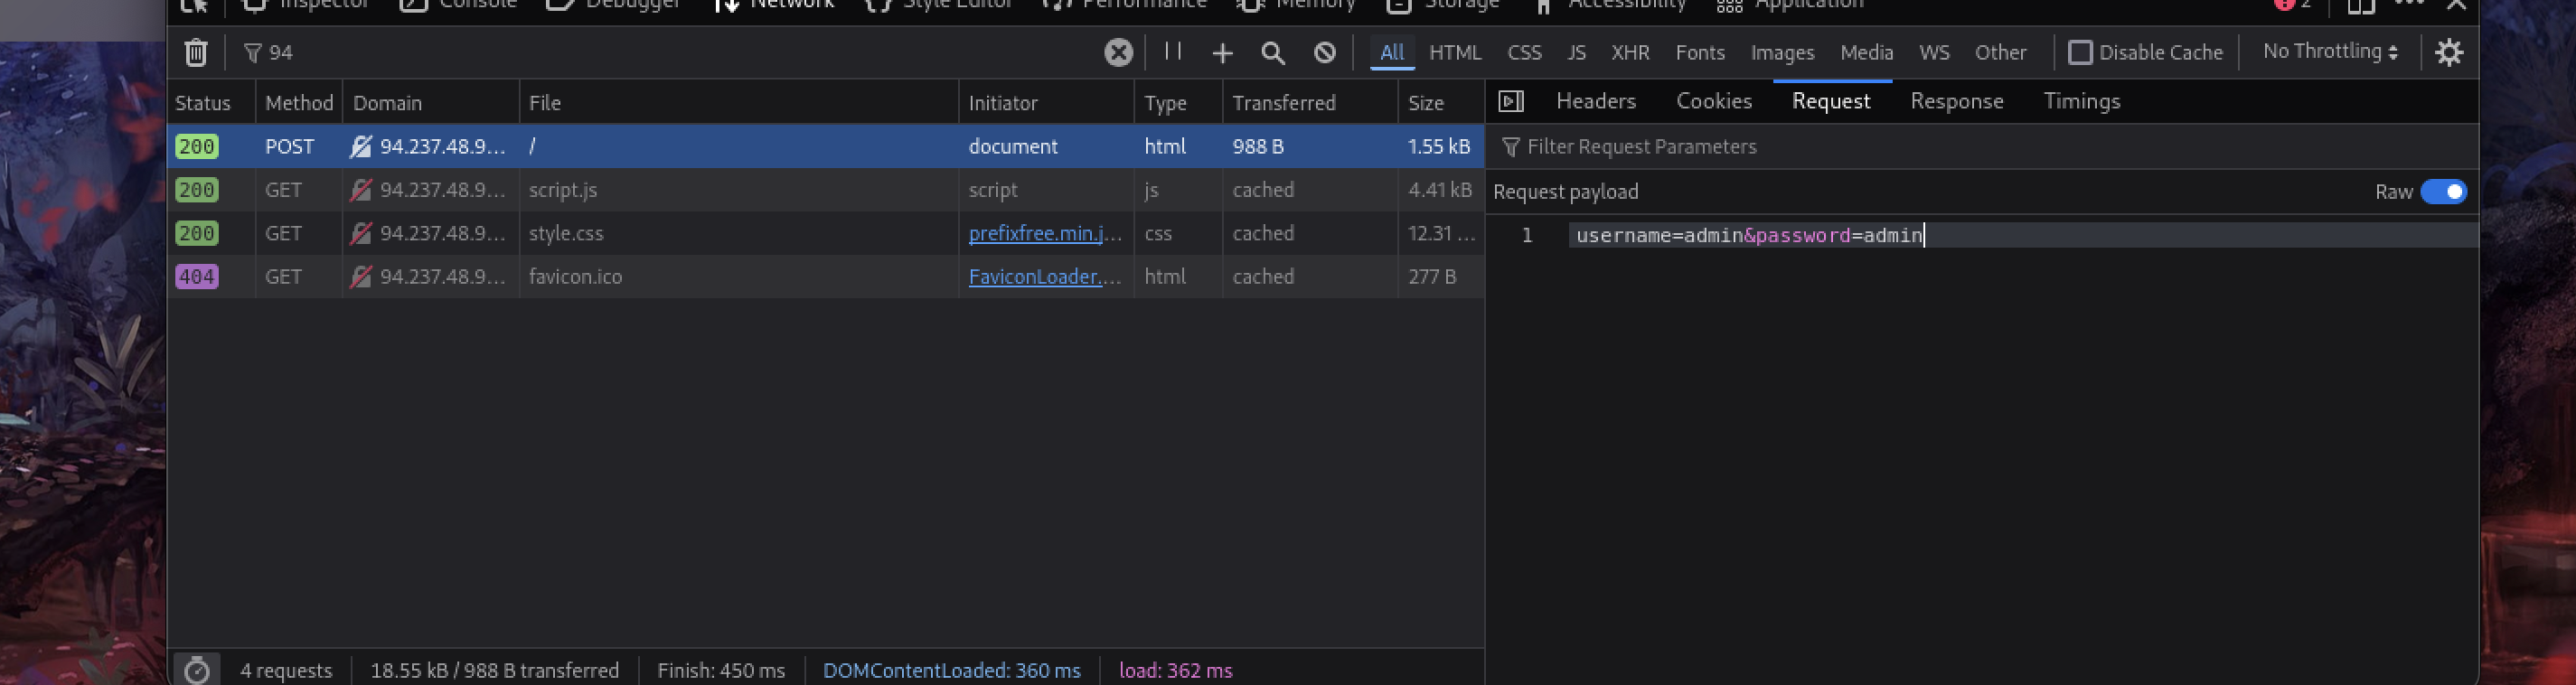 Inspector Console Debugger Network Style Editor Performance Memory Storage Accessibility Application 2
94 All HTML CSS JS XHR Fonts Images Media WS Other Disable Cache No Throttling
Status Method Domain File Initiator Type Transferred Size
200 POST 94.237.48.9... / document html 988 B 1.55 kB
200 GET 94.237.48.9... script.js script js cached 4.41 kB
200 GET 94.237.48.9... style.css prefixfree.min.j... css cached 12.31 ...
404 GET 94.237.48.9... favicon.ico FaviconLoader.... html cached 277 B
4 requests 18.55 kB / 988 B transferred Finish: 450 ms DOMContentLoaded: 360 ms load: 362 ms
Headers Cookies Request Response Timings
Filter Request Parameters
Request payload Raw
1 username=admin&password=admin